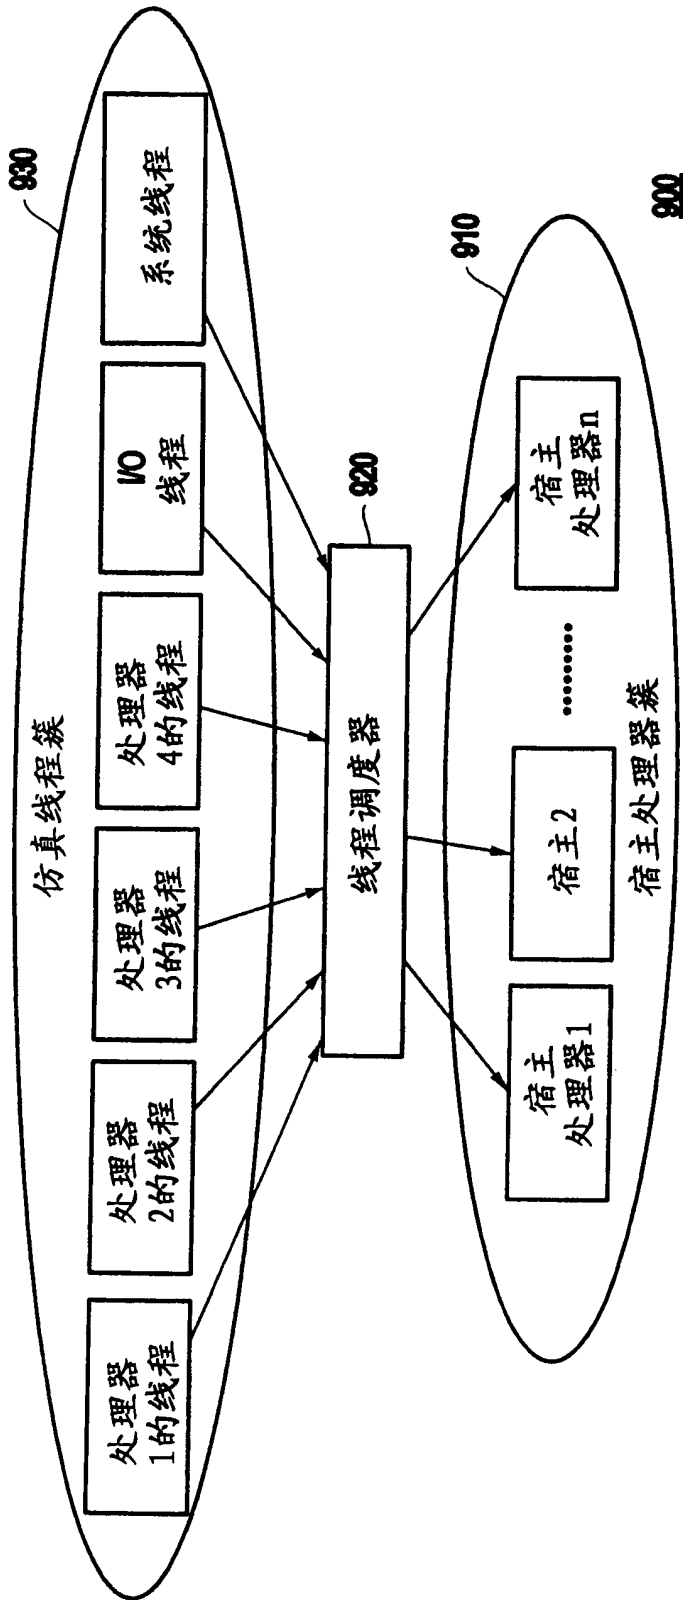 930
仿真线程簇
处理器
1的线程
处理器
2的线程
处理器
3的线程
处理器
4的线程
I/O
线程
系统线程
920
线程调度器
910
宿主
处理器1
宿主2
.........
宿主
处理器n
宿主处理器簇
900